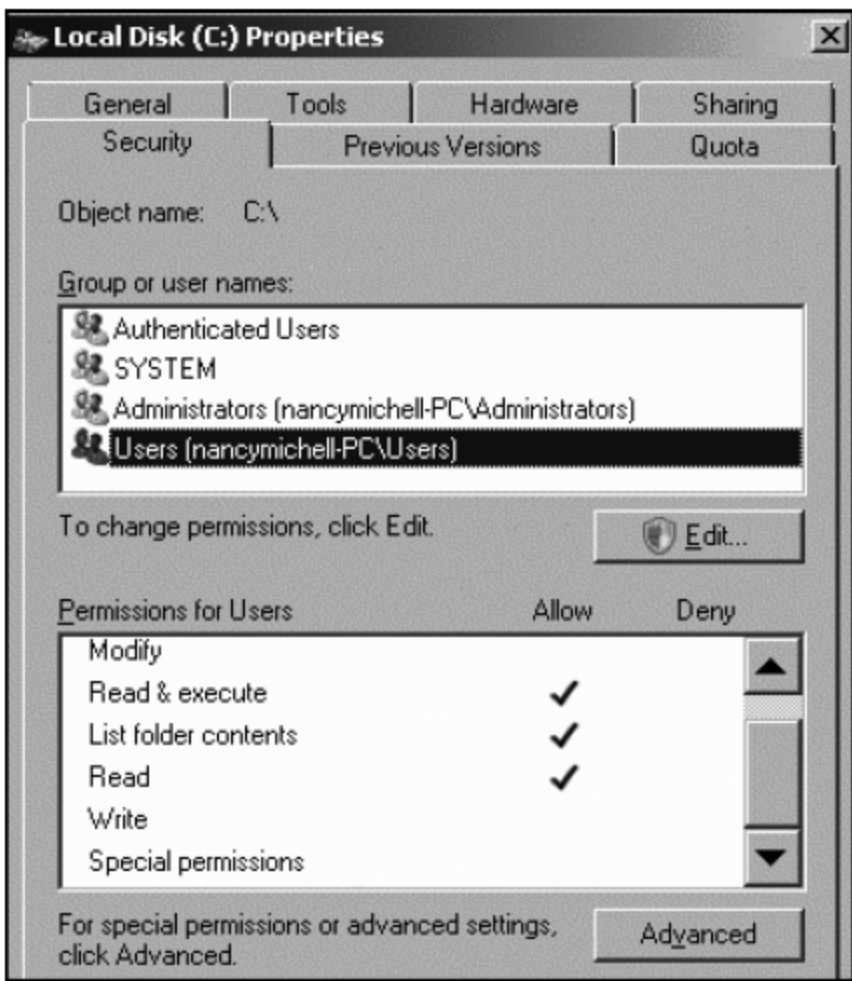 Local Disk (C:) Properties
General Tools Hardware Sharing
Security Previous Versions Quota
Object name: C:\
Group or user names:
Authenticated Users
SYSTEM
Administrators (nancymichell-PC\Administrators)
Users (nancymichell-PC\Users)
To change permissions, click Edit.
Edit...
Permissions for Users Allow Deny
Modify
Read & execute
List folder contents
Read
Write
Special permissions
For special permissions or advanced settings,
click Advanced.
Advanced